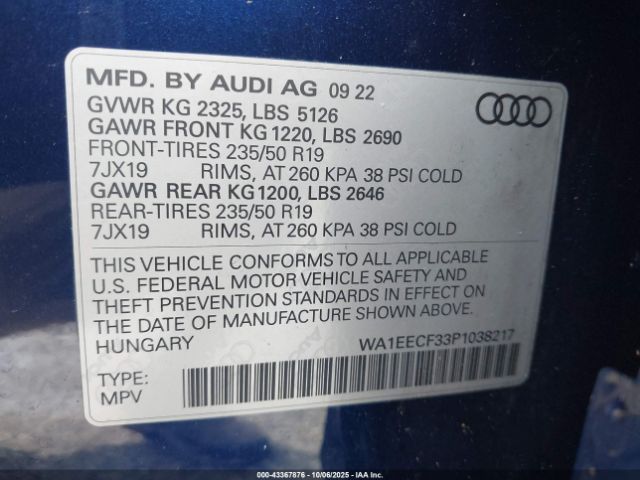 MFD. BY AUDI AG 09 22
GVWR KG 2325, LBS 5126
GAWR FRONT KG 1220, LBS 2690
FRONT-TIRES 235/50 R19
7JX19 RIMS, AT 260 KPA 38 PSI COLD
GAWR REAR KG 1200, LBS 2646
REAR-TIRES 235/50 R19
7JX19 RIMS, AT 260 KPA 38 PSI COLD
THIS VEHICLE CONFORMS TO ALL APPLICABLE
U.S. FEDERAL MOTOR VEHICLE SAFETY AND
THEFT PREVENTION STANDARDS IN EFFECT ON
THE DATE OF MANUFACTURE SHOWN ABOVE.
HUNGARY WA1EECF33P1038217
TYPE:
MPV
000-43367876 - 10/06/2025 - IAA